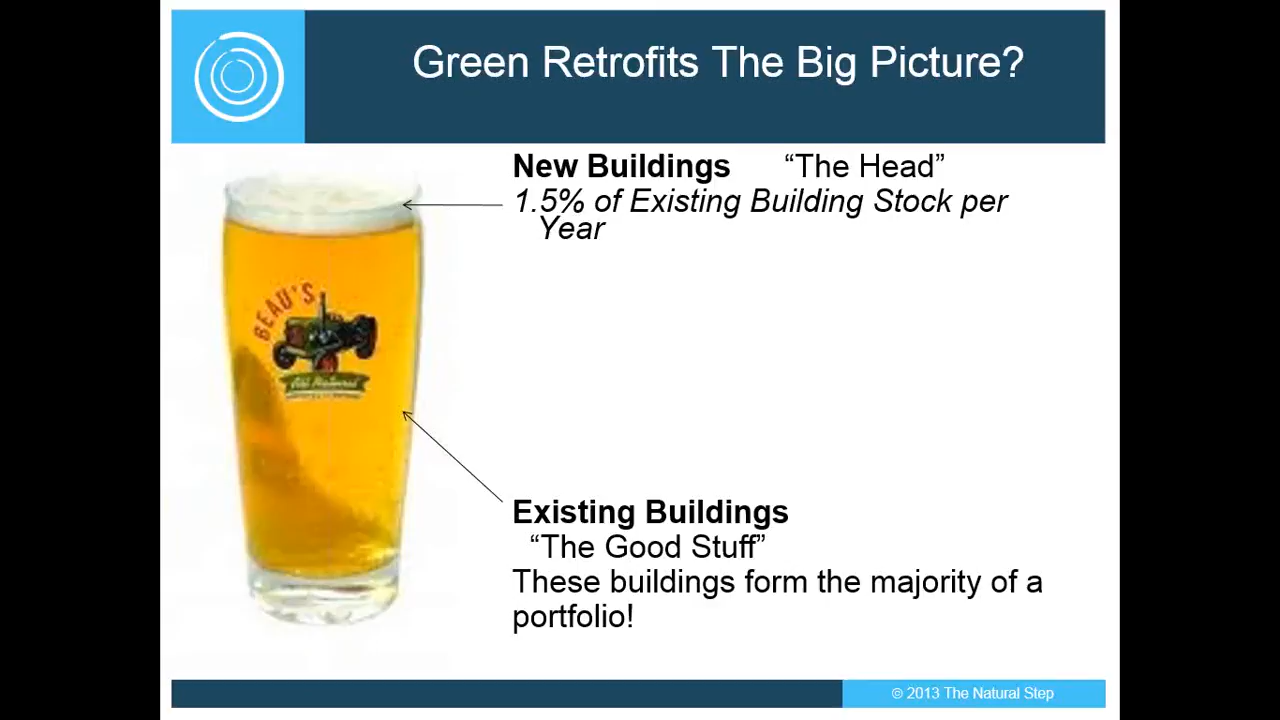 Green Retrofits The Big Picture?
New Buildings “The Head”
1.5% of Existing Building Stock per
Year
BEAU'S
Existing Buildings
“The Good Stuff”
These buildings form the majority of a
portfolio!
© 2013 The Natural Step